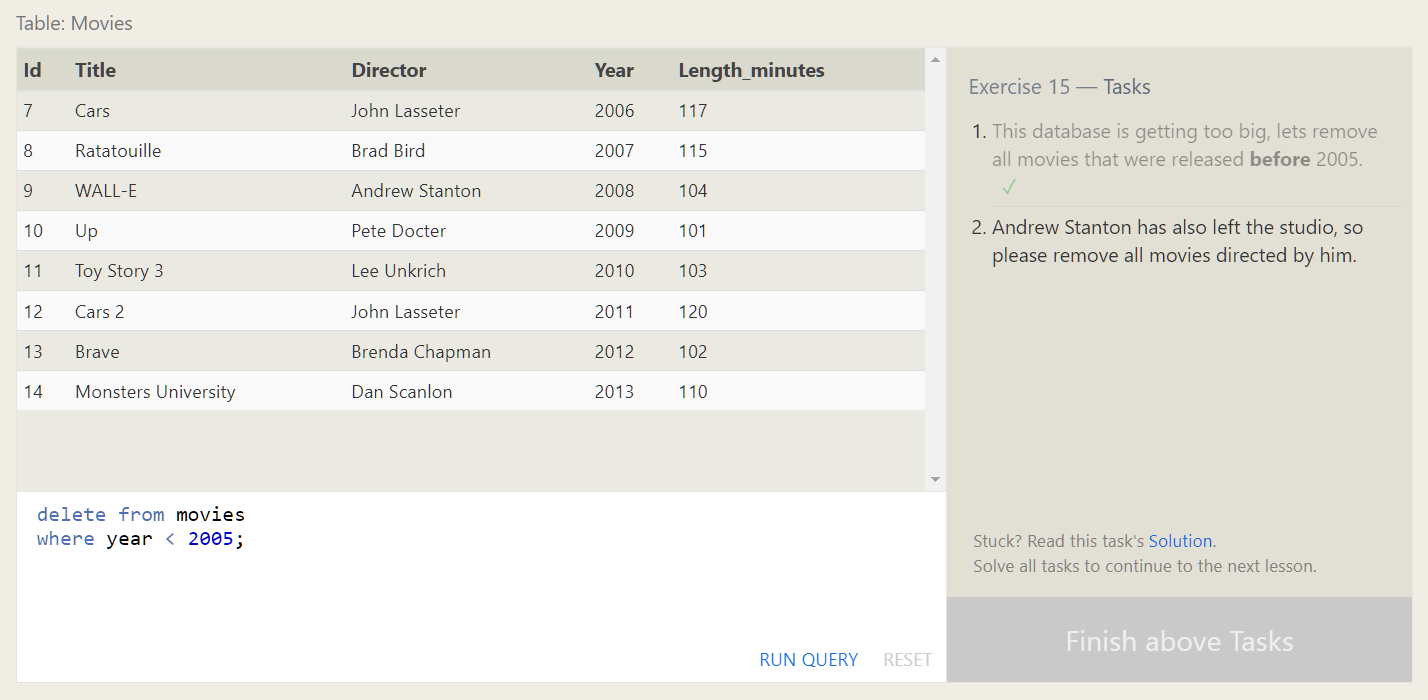 Table: Movies
Id Title Director Year Length_minutes
7 Cars John Lasseter 2006 117
8 Ratatouille Brad Bird 2007 115
9 WALL-E Andrew Stanton 2008 104
10 Up Pete Docter 2009 101
11 Toy Story 3 Lee Unkrich 2010 103
12 Cars 2 John Lasseter 2011 120
13 Brave Brenda Chapman 2012 102
14 Monsters University Dan Scanlon 2013 110
delete from movies
where year < 2005;
RUN QUERY RESET
Exercise 15 — Tasks
1. This database is getting too big, lets remove
all movies that were released before 2005.
✓
2. Andrew Stanton has also left the studio, so
please remove all movies directed by him.
Stuck? Read this task's Solution.
Solve all tasks to continue to the next lesson.
Finish above Tasks